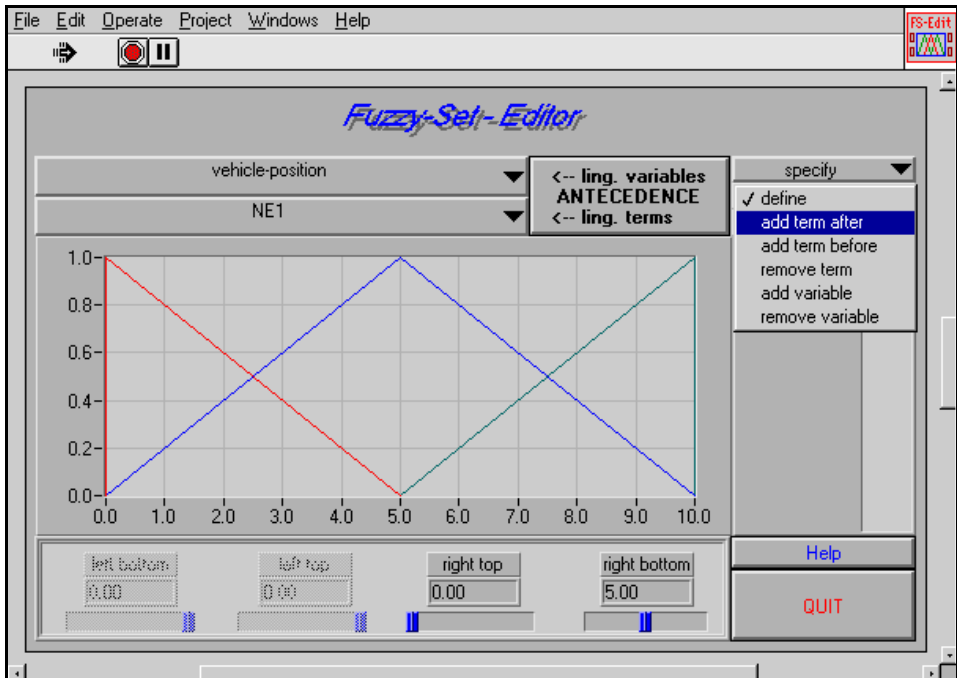 File Edit Operate Project Windows Help
FS-Edit
Fuzzy-Set-Editor
vehicle-position
NE1
<-- ling. variables
ANTECEDENCE
<-- ling. terms
specify
✓ define
add term after
add term before
remove term
add variable
remove variable
1.0
0.8
0.6
0.4
0.2
0.0
0.0 1.0 2.0 3.0 4.0 5.0 6.0 7.0 8.0 9.0 10.0
left bottom left top right top right bottom
0.00 0.00 0.00 5.00
Help
QUIT